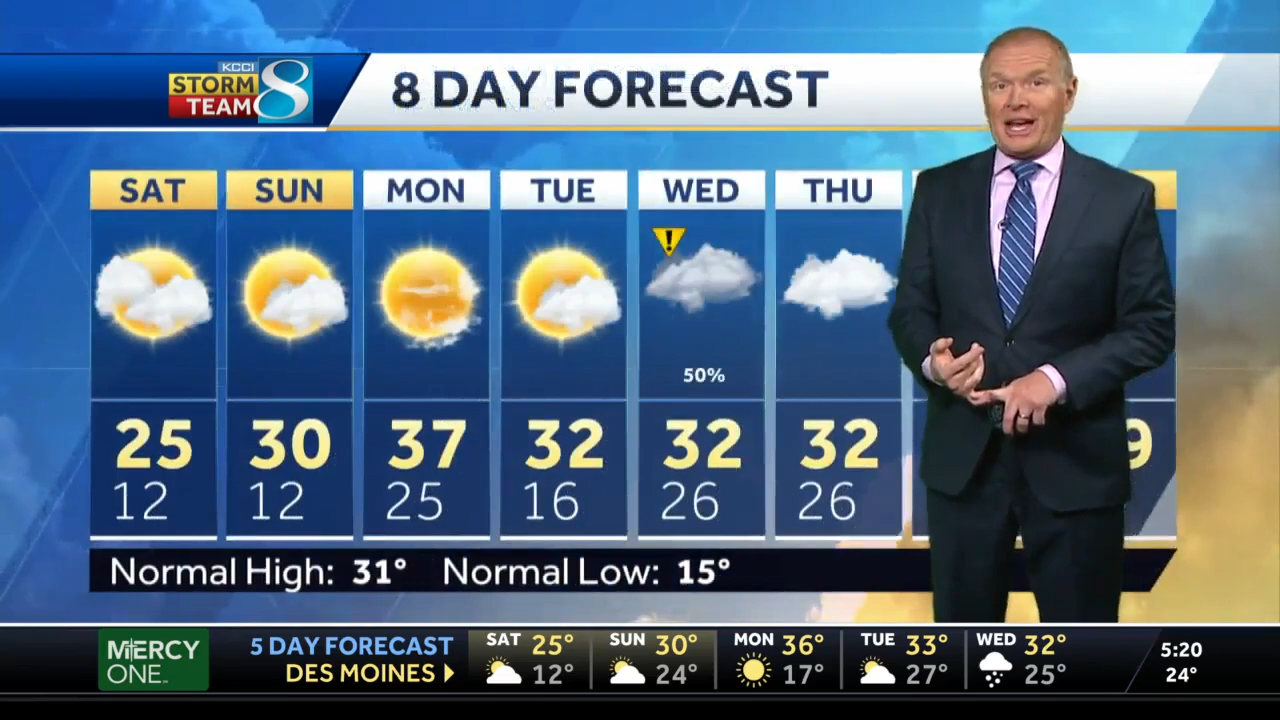 KCCI
STORM
TEAM 8
8 DAY FORECAST
SAT SUN MON TUE WED THU
!
50%
25 30 37 32 32 32 9
12 12 25 16 26 26
Normal High: 31° Normal Low: 15°
MERCY
ONE
5 DAY FORECAST
DES MOINES
SAT 25° SUN 30° MON 36° TUE 33° WED 32°
12° 24° 17° 27° 25°
5:20
24°